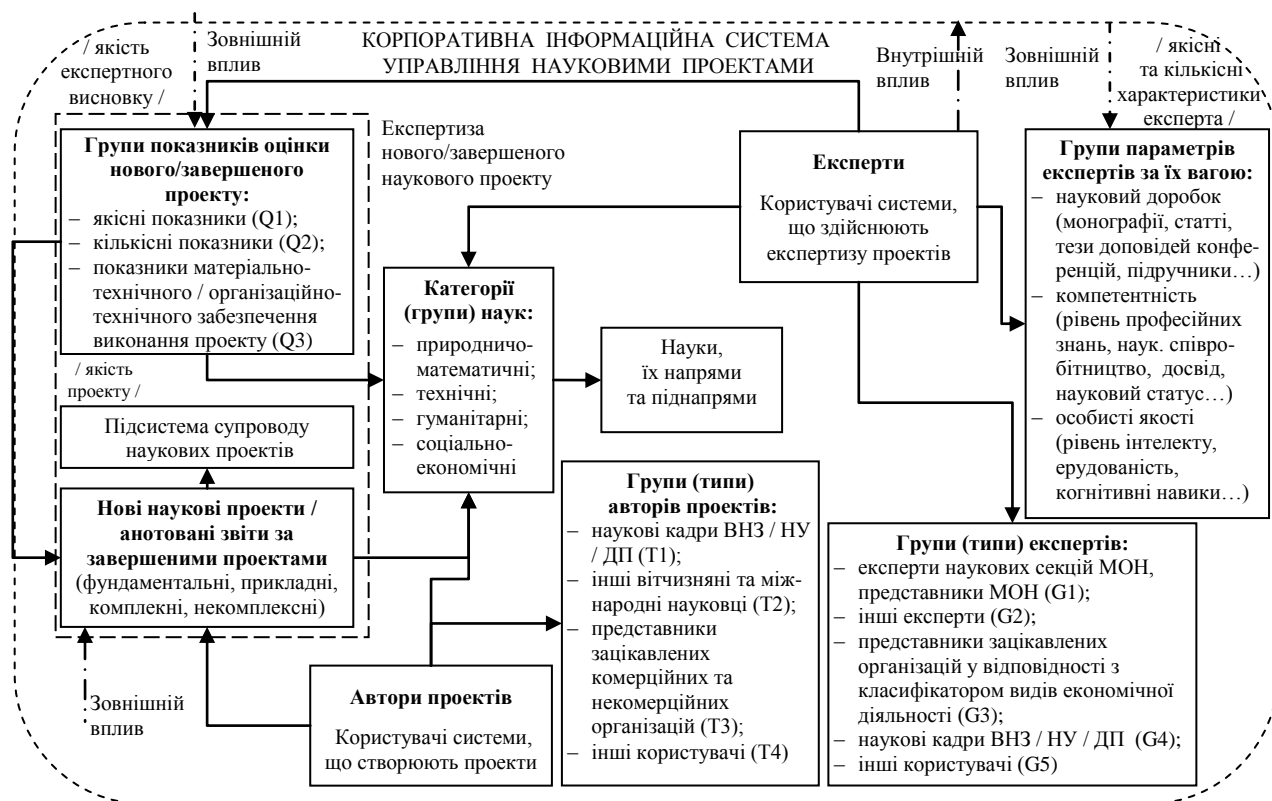 / якість
експертного
висновку /
Зовнішній
вплив
КОРПОРАТИВНА ІНФОРМАЦІЙНА СИСТЕМА
УПРАВЛІННЯ НАУКОВИМИ ПРОЕКТАМИ
Внутрішній
вплив
Зовнішній
вплив
/ якісні
та кількісні
характеристики
експерта /
Групи показників оцінки
нового/завершеного
проекту:
– якісні показники (Q1);
– кількісні показники (Q2);
– показники матеріально-
технічного / організаційно-
технічного забезпечення
виконання проекту (Q3)
Експертиза
нового/завершеного
наукового проекту
Експерти
Користувачі системи,
що здійснюють
експертизу проектів
Групи параметрів
експертів за їх вагою:
– науковий доробок
(монографії, статті,
тези доповідей конфе-
ренцій, підручники…)
– компетентність
(рівень професійних
знань, наук. співро-
бітництво, досвід,
науковий статус…)
– особисті якості
(рівень інтелекту,
ерудованість,
когнітивні навики…)
Категорії
(групи) наук:
– природничо-
математичні;
– технічні;
– гуманітарні;
– соціально-
економічні
Науки,
їх напрями
та піднапрями
/ якість
проекту /
Підсистема супроводу
наукових проектів
Нові наукові проекти /
анотовані звіти за
завершеними проектами
(фундаментальні, прикладні,
комплекні, некомплексні)
Групи (типи)
авторів проектів:
– наукові кадри ВНЗ / НУ
/ ДП (Т1);
– інші вітчизняні та між-
народні науковці (Т2);
– представники
зацікавлених
комерційних та
некомерційних
організацій (Т3);
– інші користувачі (Т4)
Групи (типи) експертів:
– експерти наукових секцій МОН,
представники МОН (G1);
– інші експерти (G2);
– представники зацікавлених
організацій у відповідності з
класифікатором видів економічної
діяльності (G3);
– наукові кадри ВНЗ / НУ / ДП (G4);
– інші користувачі (G5)
Зовнішній
вплив
Автори проектів
Користувачі системи,
що створюють проекти